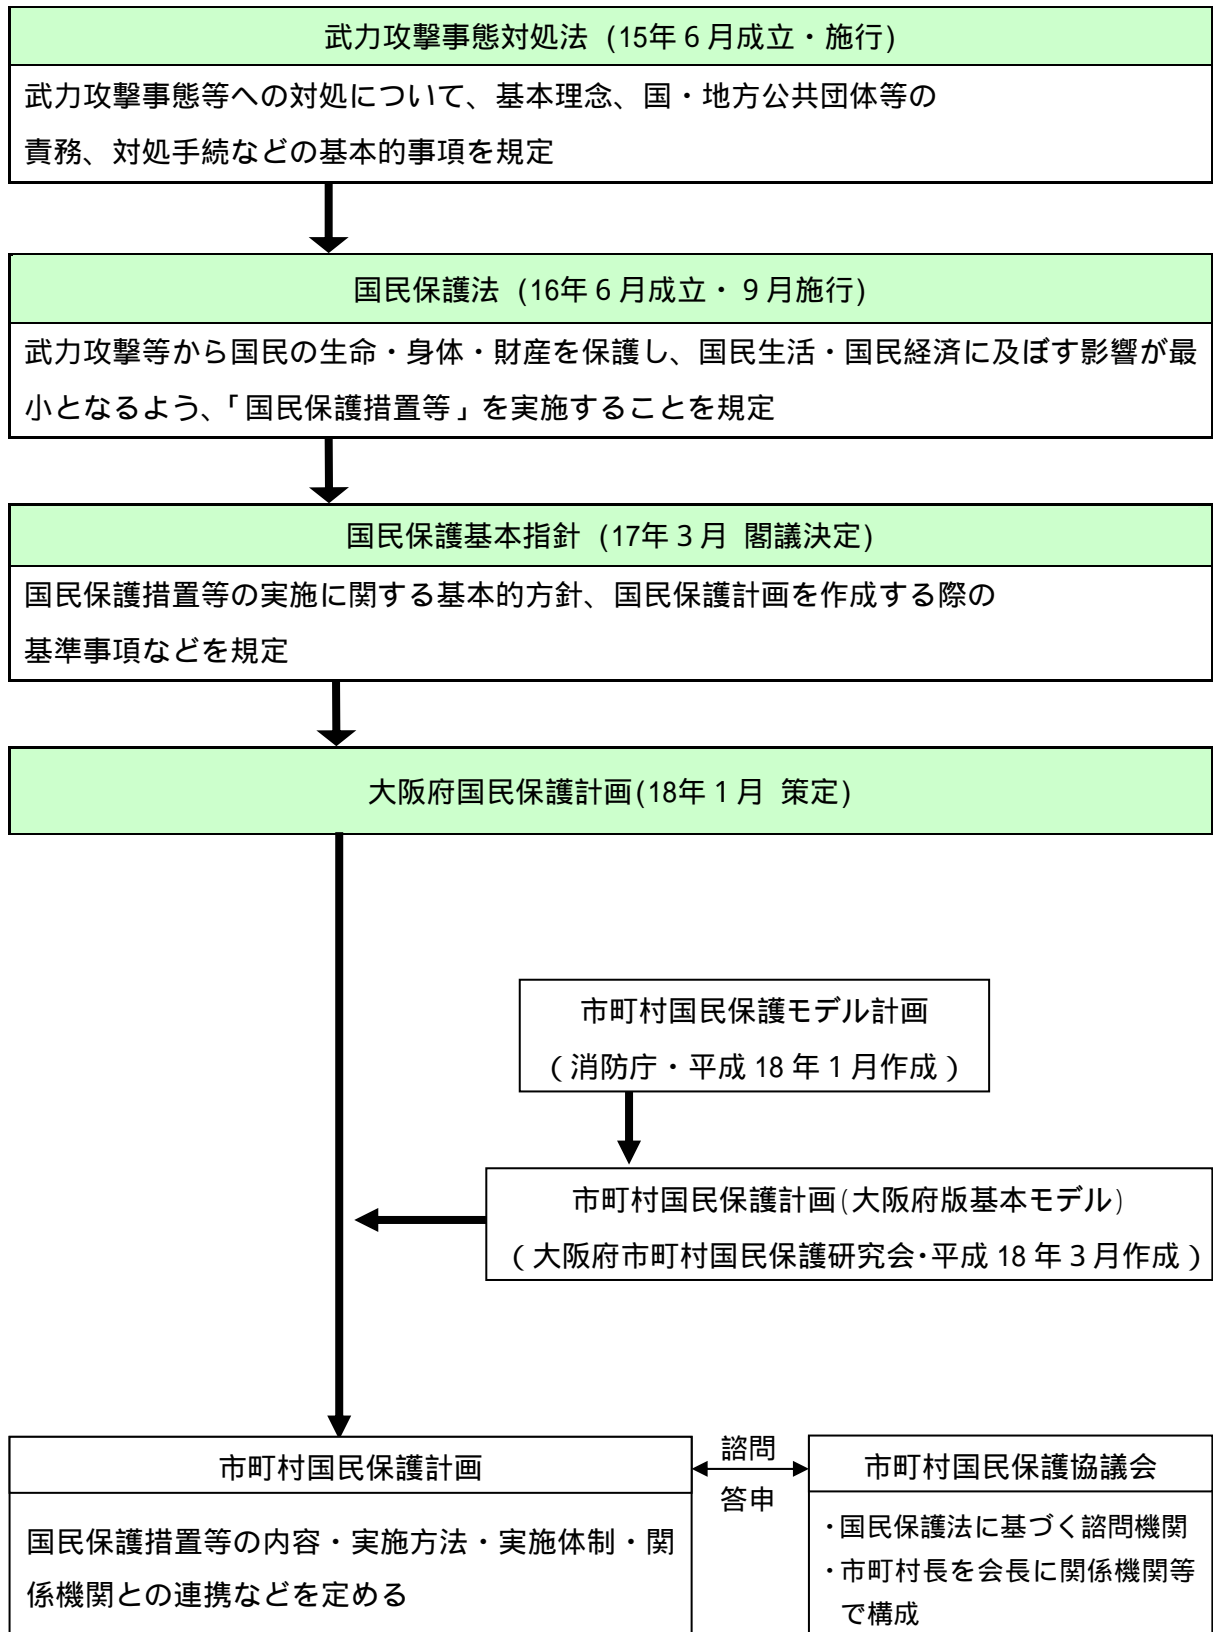 武力攻撃事態対処法 (15年6月成立・施行)
武力攻撃事態等への対処について、基本理念、国・地方公共団体等の
責務、対処手続などの基本的事項を規定
国民保護法 (16年6月成立・9月施行)
武力攻撃等から国民の生命・身体・財産を保護し、国民生活・国民経済に及ぼす影響が最
小となるよう、「国民保護措置等」を実施することを規定
国民保護基本指針 (17年3月 閣議決定)
国民保護措置等の実施に関する基本的方針、国民保護計画を作成する際の
基準事項などを規定
大阪府国民保護計画(18年1月 策定)
市町村国民保護モデル計画
(消防庁・平成18年1月作成)
市町村国民保護計画(大阪府版基本モデル)
(大阪府市町村国民保護研究会・平成18年3月作成)
市町村国民保護計画
国民保護措置等の内容・実施方法・実施体制・関
係機関との連携などを定める
諮問
答申
市町村国民保護協議会
・国民保護法に基づく諮問機関
・市町村長を会長に関係機関等
で構成